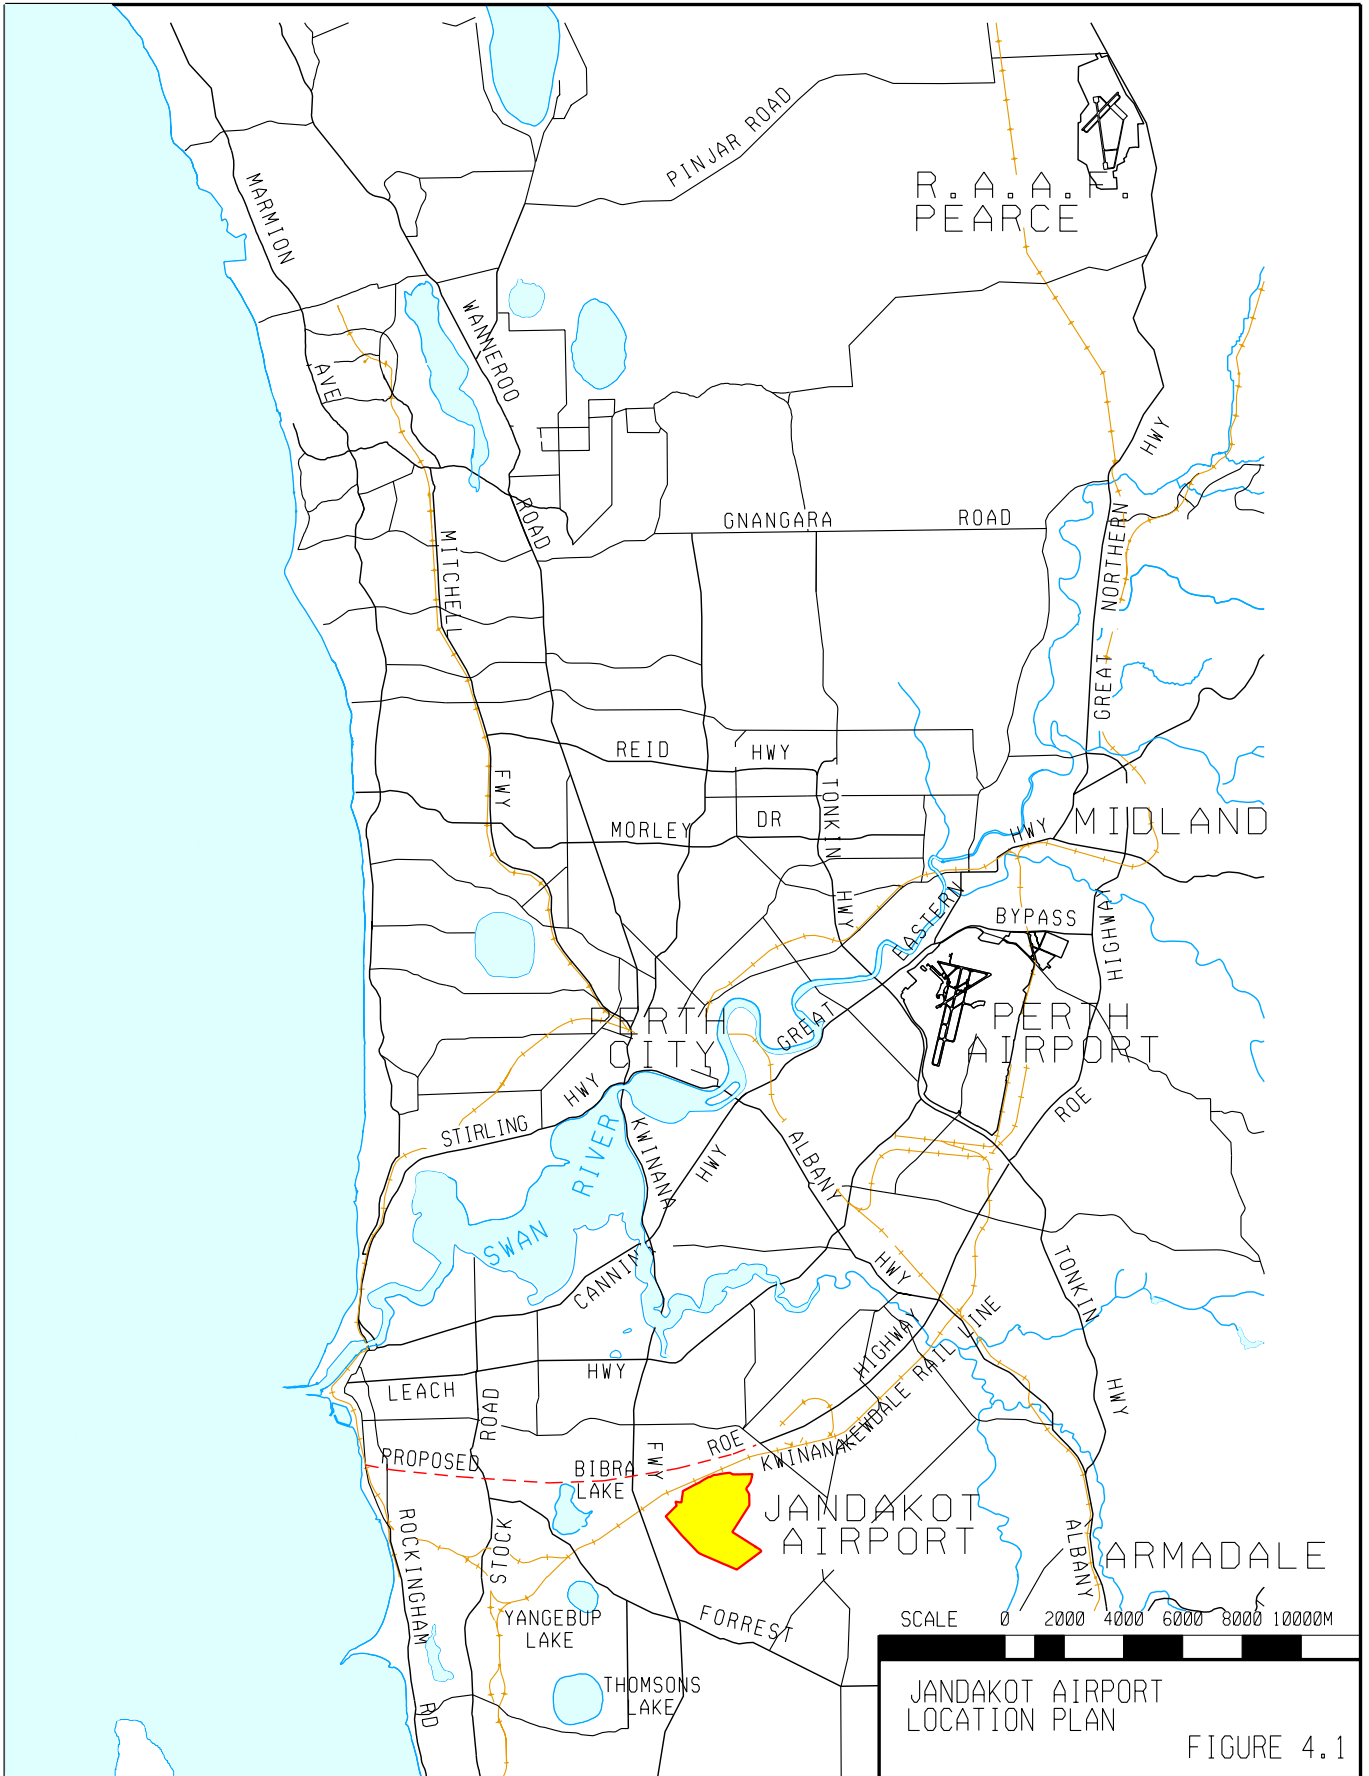 PINJAR ROAD
R.A.A.F.
PEARCE
MARMION
AVE
WANNEROO
ROAD
HWY
GNANGARA ROAD
GREAT NORTHERN
MITCHELL
FWY
REID HWY
TONKIN
HWY
MORLEY DR
HWY
MIDLAND
EASTERN
BYPASS
HIGHWAY
PERTH
CITY
GREAT
PERTH
AIRPORT
ROE
HWY
STIRLING
SWAN RIVER
KWINANA
HWY
ALBANY
HWY
TONKIN
HWY
CANNIN
LEACH
HWY
ROAD
HIGHWAY
KWINANA KEWDALE RAIL LINE
PROPOSED
ROE
FWY
BIBRA
LAKE
JANDAKOT
AIRPORT
ROCKINGHAM
RD
STOCK
ALBANY
ARMADALE
YANGEBUP
LAKE
FORREST
THOMSONS
LAKE
SCALE 0 2000 4000 6000 8000 10000M
JANDAKOT AIRPORT
LOCATION PLAN
FIGURE 4.1